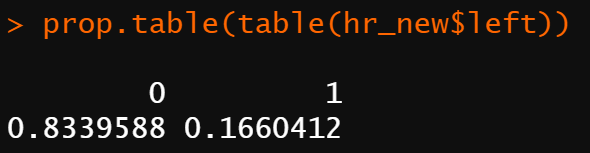 > prop.table(table(hr_new$left))
0 1
0.8339588 0.1660412